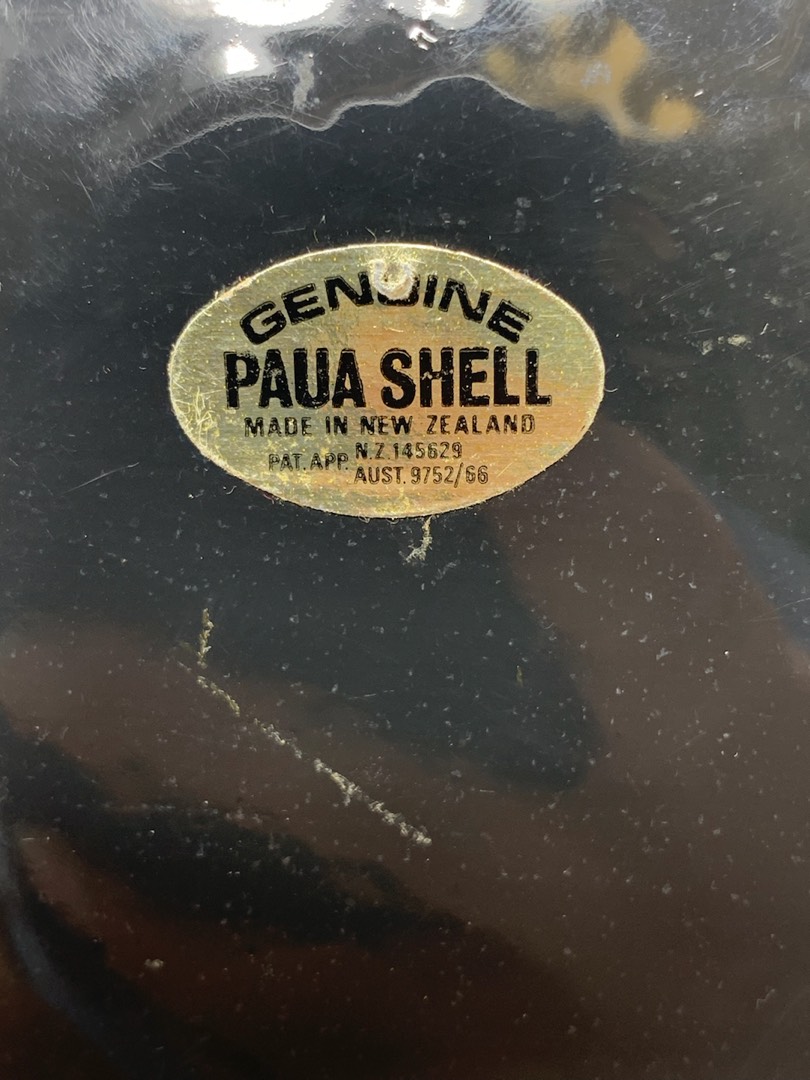 GENUINE
PAUA SHELL
MADE IN NEW ZEALAND
PAT. APP. N.Z. 145629
AUST. 9752/66